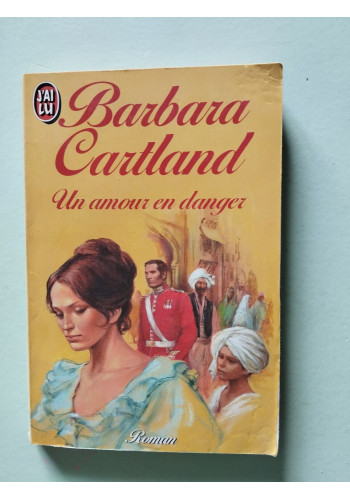 J'AI
LU
Barbara
Cartland
Un amour en danger
Roman